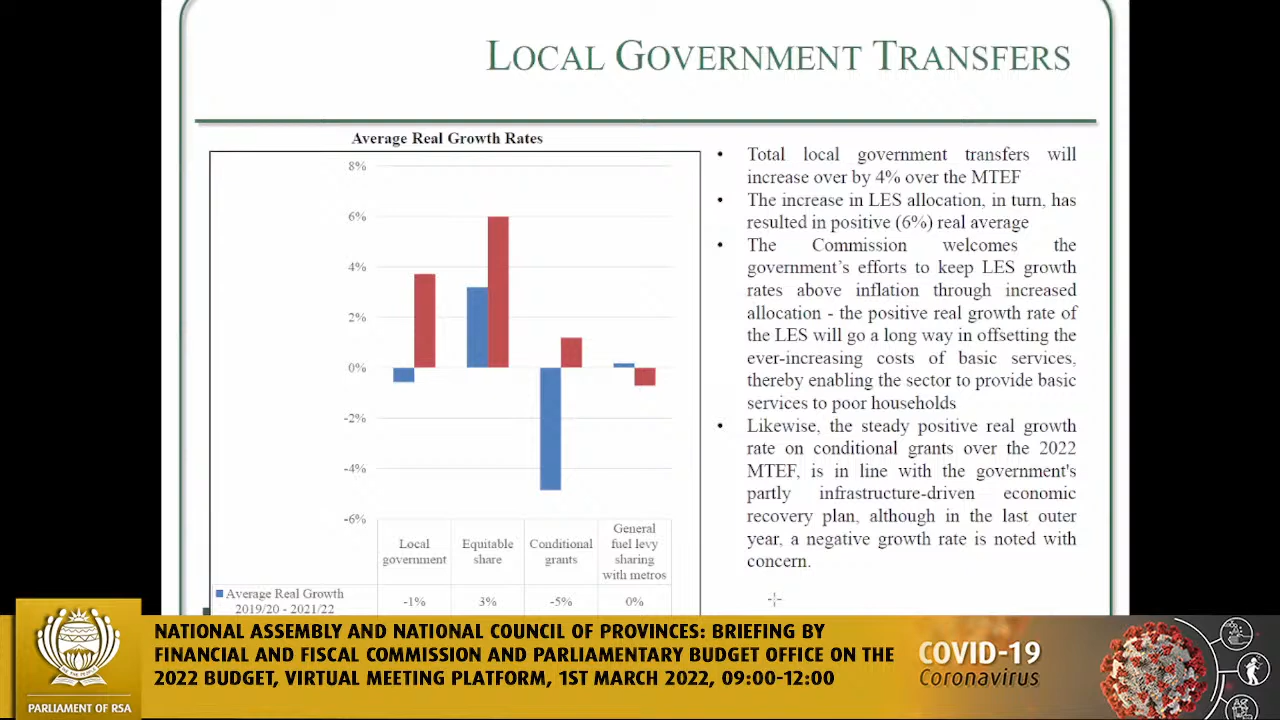 LOCAL GOVERNMENT TRANSFERS
Average Real Growth Rates
8%
6%
4%
2%
0%
-2%
-4%
-6%
Local government
Equitable share
Conditional grants
General fuel levy sharing with metros
Average Real Growth 2019/20 - 2021/22
-1%
3%
-5%
0%
• Total local government transfers will
increase over by 4% over the MTEF
• The increase in LES allocation, in turn, has
resulted in positive (6%) real average
• The Commission welcomes the
government's efforts to keep LES growth
rates above inflation through increased
allocation - the positive real growth rate of
the LES will go a long way in offsetting the
ever-increasing costs of basic services,
thereby enabling the sector to provide basic
services to poor households
• Likewise, the steady positive real growth
rate on conditional grants over the 2022
MTEF, is in line with the government's
partly infrastructure-driven economic
recovery plan, although in the last outer
year, a negative growth rate is noted with
concern.
PARLIAMENT OF RSA
NATIONAL ASSEMBLY AND NATIONAL COUNCIL OF PROVINCES: BRIEFING BY
FINANCIAL AND FISCAL COMMISSION AND PARLIAMENTARY BUDGET OFFICE ON THE
2022 BUDGET, VIRTUAL MEETING PLATFORM, 1ST MARCH 2022, 09:00-12:00
COVID-19
Coronavirus